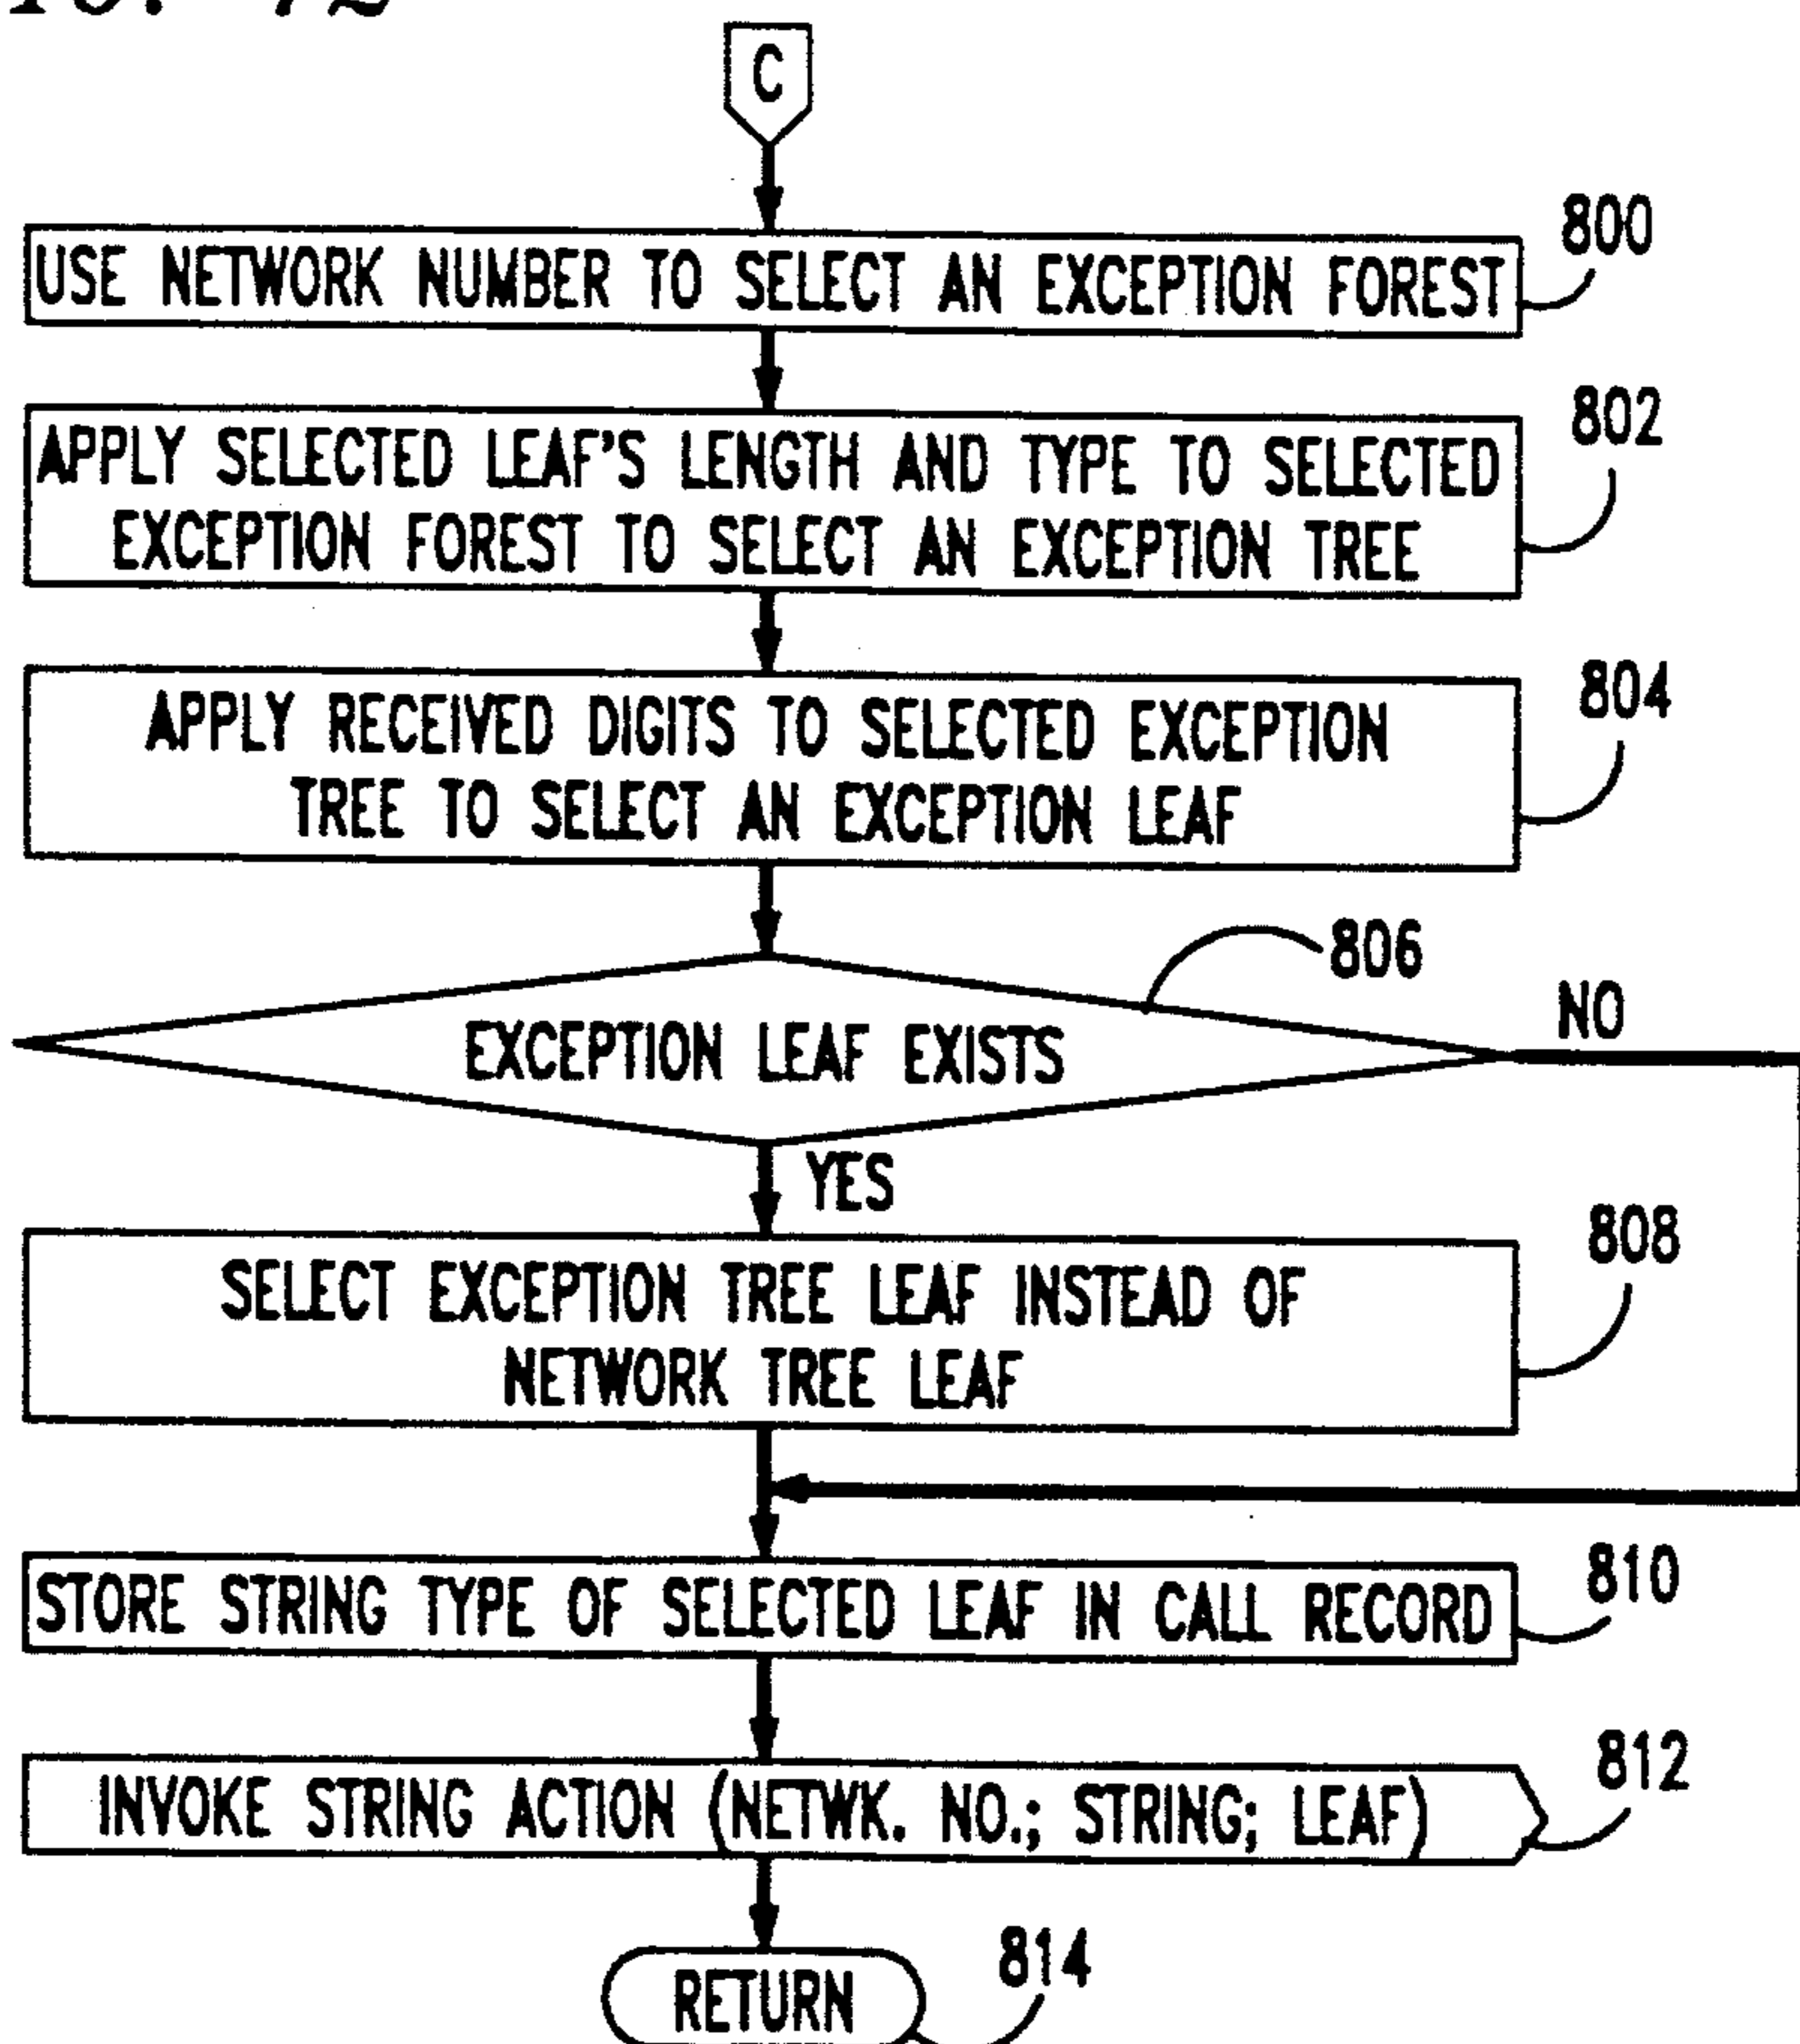 C
USE NETWORK NUMBER TO SELECT AN EXCEPTION FOREST
800
APPLY SELECTED LEAF'S LENGTH AND TYPE TO SELECTED
EXCEPTION FOREST TO SELECT AN EXCEPTION TREE
802
APPLY RECEIVED DIGITS TO SELECTED EXCEPTION
TREE TO SELECT AN EXCEPTION LEAF
804
806
EXCEPTION LEAF EXISTS
NO
YES
SELECT EXCEPTION TREE LEAF INSTEAD OF
NETWORK TREE LEAF
808
STORE STRING TYPE OF SELECTED LEAF IN CALL RECORD
810
INVOKE STRING ACTION (NETWK. NO.; STRING; LEAF)
812
RETURN
814